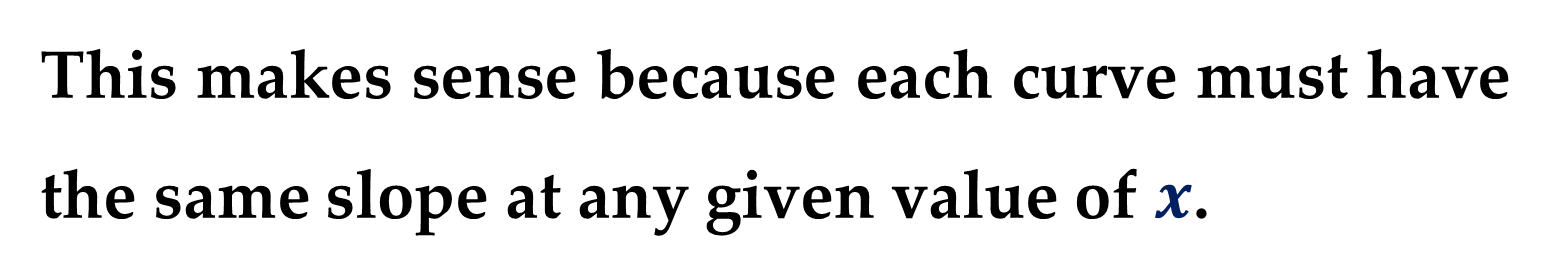 This makes sense because each curve must have
the same slope at any given value of x.